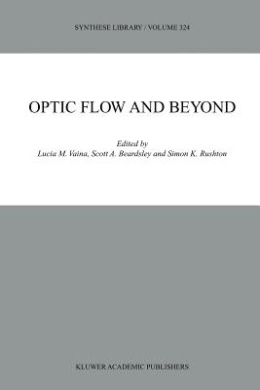 SYNTHESE LIBRARY / VOLUME 324
OPTIC FLOW AND BEYOND
Edited by
Lucia M. Vaina, Scott A. Beardsley and Simon K. Rushton
KLUWER ACADEMIC PUBLISHERS